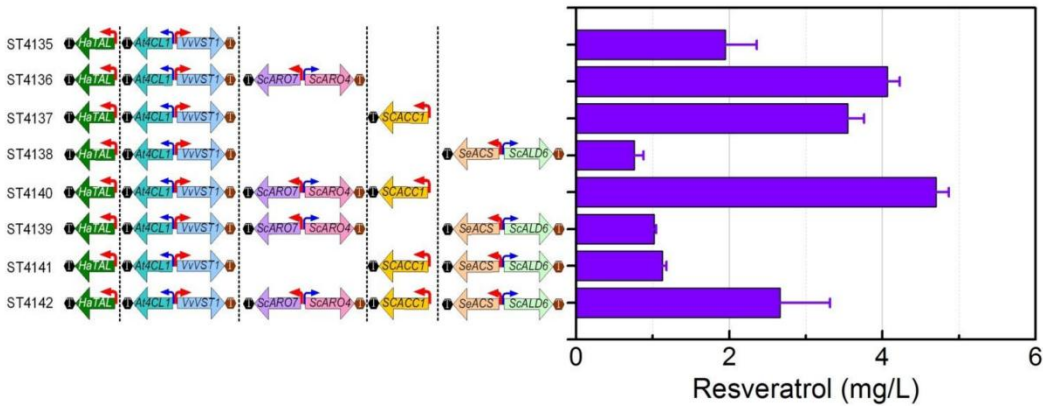 ST4135 HaTAL At4CL1 VvVST1
ST4136 HaTAL At4CL1 VvVST1 ScARO7 ScARO4
ST4137 HaTAL At4CL1 VvVST1 SCACC1
ST4138 HaTAL At4CL1 VvVST1 SeACS ScALD6
ST4140 HaTAL At4CL1 VvVST1 ScARO7 ScARO4 SCACC1
ST4139 HaTAL At4CL1 VvVST1 ScARO7 ScARO4 SeACS ScALD6
ST4141 HaTAL At4CL1 VvVST1 SCACC1 SeACS ScALD6
ST4142 HaTAL At4CL1 VvVST1 ScARO7 ScARO4 SCACC1 SeACS ScALD6
0 2 4 6
Resveratrol (mg/L)